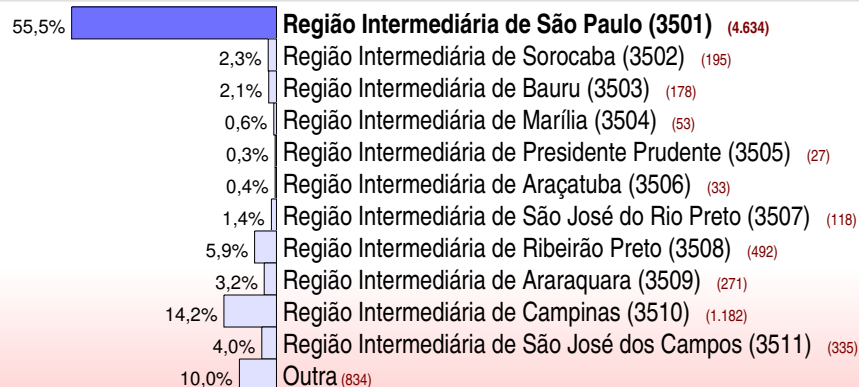 55,5% Região Intermediária de São Paulo (3501) (4.634)
2,3% Região Intermediária de Sorocaba (3502) (195)
2,1% Região Intermediária de Bauru (3503) (178)
0,6% Região Intermediária de Marília (3504) (53)
0,3% Região Intermediária de Presidente Prudente (3505) (27)
0,4% Região Intermediária de Araçatuba (3506) (33)
1,4% Região Intermediária de São José do Rio Preto (3507) (118)
5,9% Região Intermediária de Ribeirão Preto (3508) (492)
3,2% Região Intermediária de Araraquara (3509) (271)
14,2% Região Intermediária de Campinas (3510) (1.182)
4,0% Região Intermediária de São José dos Campos (3511) (335)
10,0% Outra (834)